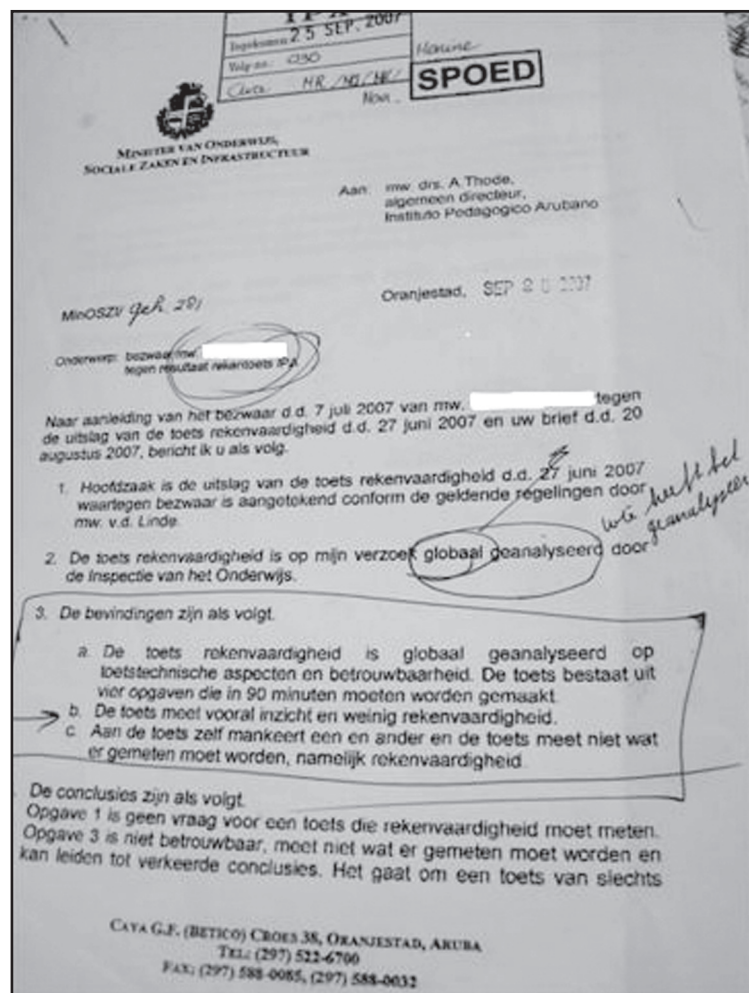 25 SEP. 2007
Ingekomen:
Volg no.: 030
SPOED
MINISTER VAN ONDERWIJS,
SOCIALE ZAKEN EN INFRASTRUCTUUR
Aan: mw. drs. A.Thode,
algemeen directeur,
Instituto Pedagogico Arubano
MinOSZV geh. 281
Oranjestad, SEP 20 2007
Onderwerp: bezwaar mw.
tegen resultaat rekentoets IPA
Naar aanleiding van het bezwaar d.d. 7 juli 2007 van mw. tegen
de uitslag van de toets rekenvaardigheid d.d. 27 juni 2007 en uw brief d.d. 20
augustus 2007, bericht ik u als volg.
1. Hoofdzaak is de uitslag van de toets rekenvaardigheid d.d. 27 juni 2007
waartegen bezwaar is aangetekend conform de geldende regelingen door
mw. v.d. Linde.
2. De toets rekenvaardigheid is op mijn verzoek globaal geanalyseerd door
de Inspectie van het Onderwijs.
wie heeft het
geanalyseerd
3. De bevindingen zijn als volgt.
a. De toets rekenvaardigheid is globaal geanalyseerd op
toetstechnische aspecten en betrouwbaarheid. De toets bestaat uit
vier opgaven die in 90 minuten moeten worden gemaakt.
b. De toets meet vooral inzicht en weinig rekenvaardigheid.
c. Aan de toets zelf mankeert een en ander en de toets meet niet wat
er gemeten moet worden, namelijk rekenvaardigheid.
De conclusies zijn als volgt.
Opgave 1 is geen vraag voor een toets die rekenvaardigheid moet meten.
Opgave 3 is niet betrouwbaar, meet niet wat er gemeten moet worden en
kan leiden tot verkeerde conclusies. Het gaat om een toets van slechts
CAYA G.F. (BETICO) CROES 38, ORANJESTAD, ARUBA
TEL: (297) 522-6700
FAX: (297) 588-0085, (297) 588-0032